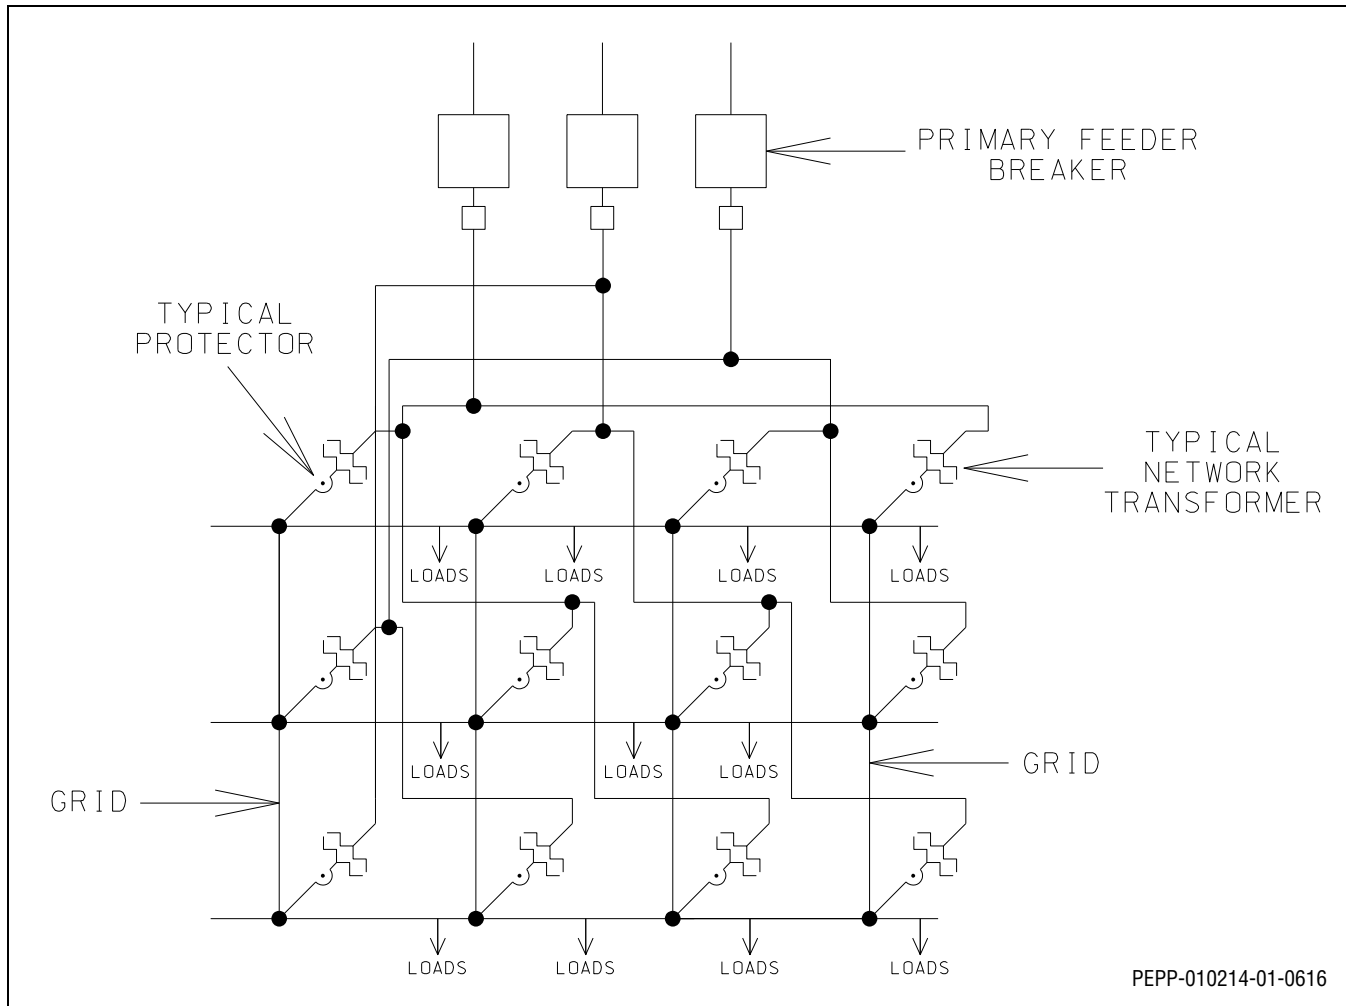 PRIMARY FEEDER
BREAKER
TYPICAL
PROTECTOR
TYPICAL
NETWORK
TRANSFORMER
LOADS
LOADS
LOADS
LOADS
LOADS
LOADS
LOADS
GRID
GRID
LOADS
LOADS
LOADS
LOADS
PEPP-010214-01-0616